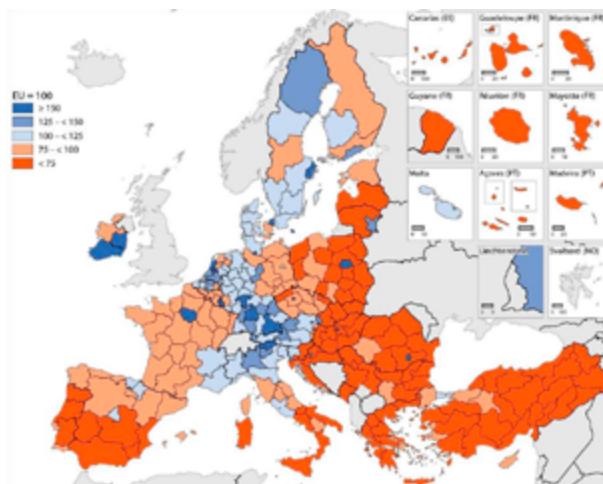 EU = 100
≥ 150
125 – < 150
100 – < 125
75 – < 100
< 75
Canarias (ES)
Guadeloupe (FR)
Martinique (FR)
Guyane (FR)
Réunion (FR)
Mayotte (FR)
Malta
Açores (PT)
Madeira (PT)
Liechtenstein
Svalbard (NO)